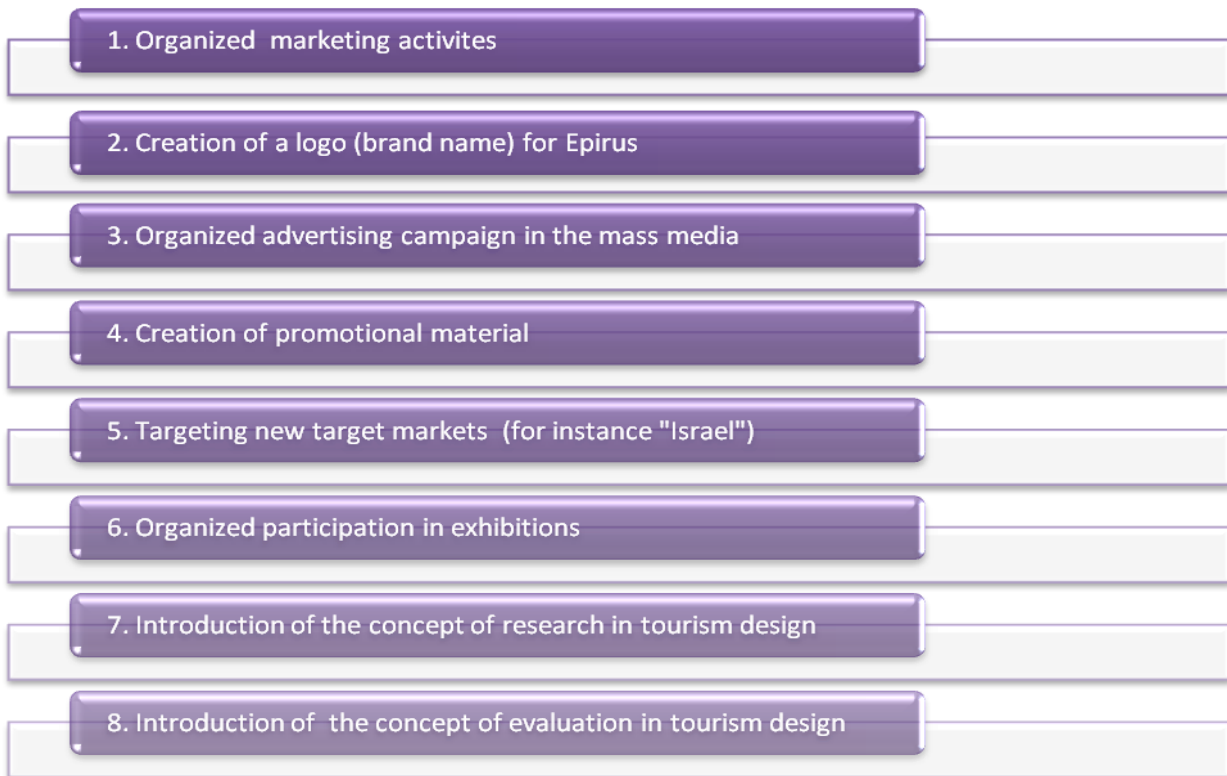 1. Organized  marketing activites
2. Creation of a logo (brand name) for Epirus
3. Organized advertising campaign in the mass media
4. Creation of promotional material
5. Targeting new target markets  (for instance "Israel")
6. Organized participation in exhibitions
7. Introduction of the concept of research in tourism design
8. Introduction of  the concept of evaluation in tourism design